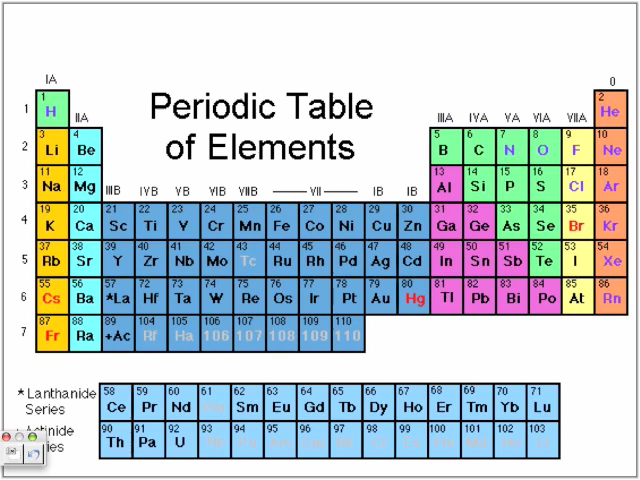 IA 0
1 1 H 2 He
IIA IIIA IVA VA VIA VIIA
Periodic Table
of Elements
2 3 Li 4 Be 5 B 6 C 7 N 8 O 9 F 10 Ne
3 11 Na 12 Mg 13 Al 14 Si 15 P 16 S 17 Cl 18 Ar
IIIB IVB VB VIB VIIB VII IB IB
4 19 K 20 Ca 21 Sc 22 Ti 23 V 24 Cr 25 Mn 26 Fe 27 Co 28 Ni 29 Cu 30 Zn 31 Ga 32 Ge 33 As 34 Se 35 Br 36 Kr
5 37 Rb 38 Sr 39 Y 40 Zr 41 Nb 42 Mo 43 Tc 44 Ru 45 Rh 46 Pd 47 Ag 48 Cd 49 In 50 Sn 51 Sb 52 Te 53 I 54 Xe
6 55 Cs 56 Ba 57 *La 72 Hf 73 Ta 74 W 75 Re 76 Os 77 Ir 78 Pt 79 Au 80 Hg 81 Tl 82 Pb 83 Bi 84 Po 85 At 86 Rn
7 87 Fr 88 Ra 89 +Ac 104 Rf 105 Ha 106 106 107 107 108 108 109 109 110 110
* Lanthanide
Series
58 Ce 59 Pr 60 Nd 61 62 Sm 63 Eu 64 Gd 65 Tb 66 Dy 67 Ho 68 Er 69 Tm 70 Yb 71 Lu
90 Th 91 Pa 92 U 93 94 95 96 97 98 99 100 101 102 103